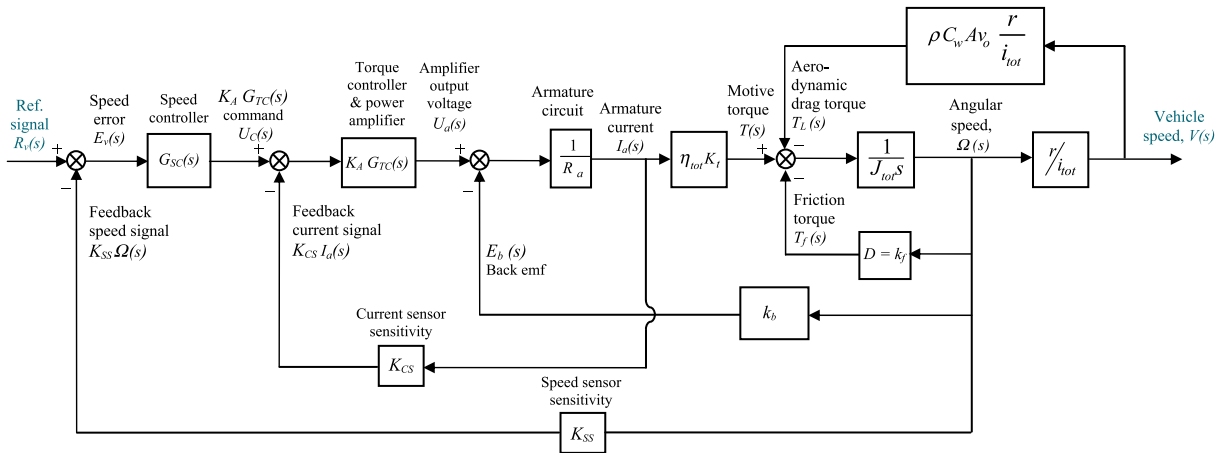 Ref.
signal
R_v(s)
+
−
Speed
error
E_v(s)
Speed
controller
G_SC(s)
K_A G_TC(s)
command
U_C(s)
+
−
Torque
controller
& power
amplifier
K_A G_TC(s)
Amplifier
output
voltage
U_a(s)
+
−
Armature
circuit
1
R_a
Armature
current
I_a(s)
η_tot K_t
Motive
torque
T(s)
+
−
−
Aero-
dynamic
drag torque
T_L(s)
ρ C_w A v_o r
i_tot
1
J_tot s
Angular
speed,
Ω(s)
r/i_tot
Vehicle
speed, V(s)
Feedback
speed signal
K_SS Ω(s)
Feedback
current signal
K_CS I_a(s)
E_b (s)
Back emf
Friction
torque
T_f(s)
D = k_f
k_b
Current sensor
sensitivity
K_CS
Speed sensor
sensitivity
K_SS